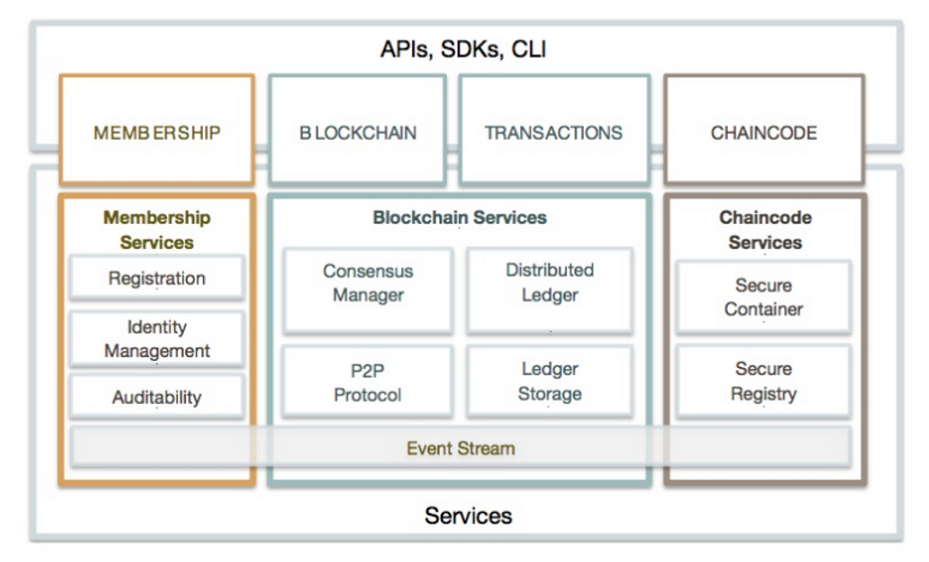 APIs, SDKs, CLI
MEMBERSHIP
BLOCKCHAIN
TRANSACTIONS
CHAINCODE
Membership
Services
Registration
Identity
Management
Auditability
Blockchain Services
Consensus
Manager
Distributed
Ledger
P2P
Protocol
Ledger
Storage
Chaincode
Services
Secure
Container
Secure
Registry
Event Stream
Services